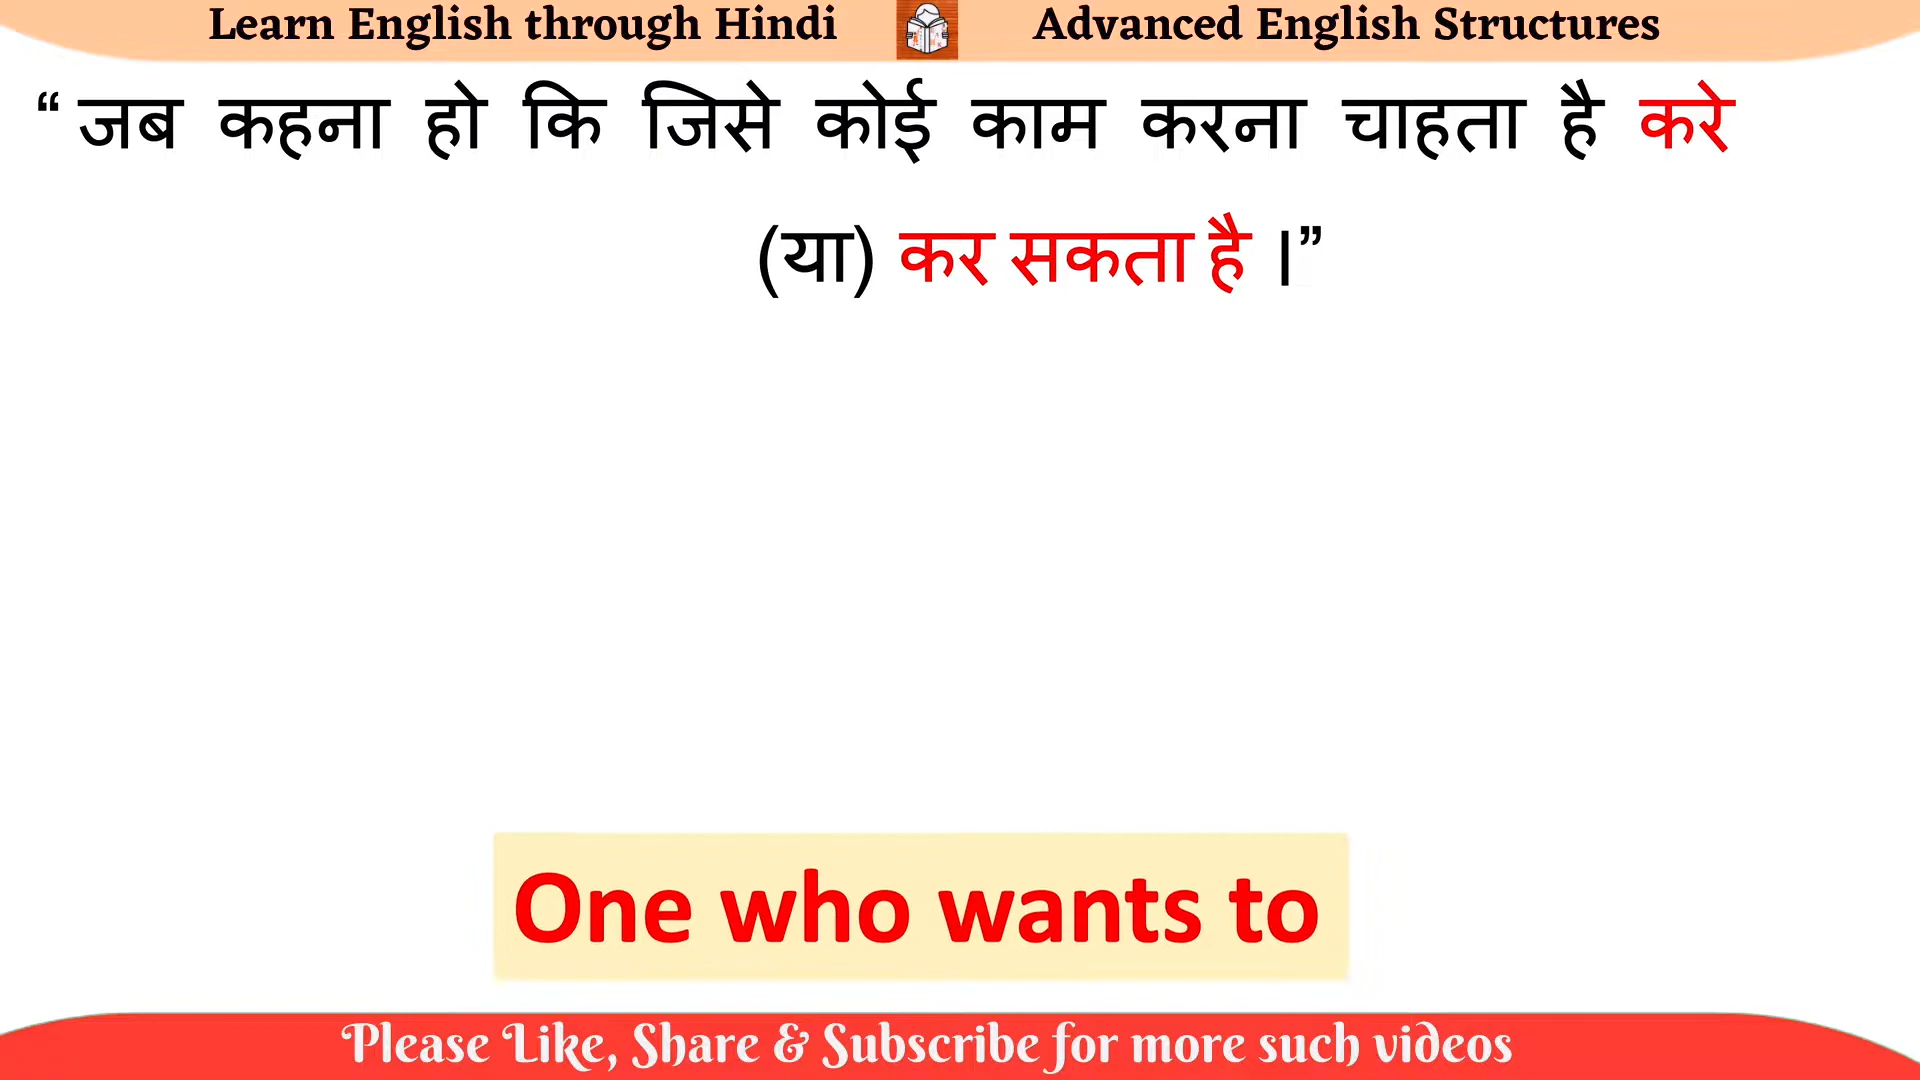 Learn English through Hindi Advanced English Structures
“ जब कहना हो कि जिसे कोई काम करना चाहता है करे
(या) कर सकता है ।”
One who wants to
Please Like, Share & Subscribe for more such videos